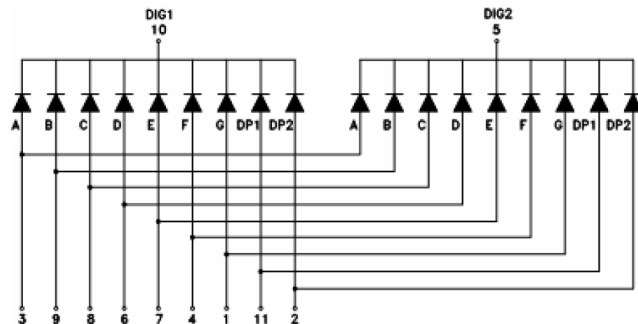 DIG1 DIG2
10 5
A B C D E F G DP1 DP2 A B C D E F G DP1 DP2
3 9 8 6 7 4 1 11 2